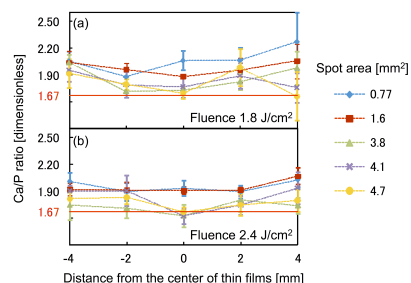 2.50
(a)
2.20
1.90
1.67
Fluence 1.8 J/cm²
Ca/P ratio [dimensionless]
2.50
(b)
2.20
1.90
1.67
Fluence 2.4 J/cm²
-4 -2 0 2 4
Distance from the center of thin films [mm]
Spot area [mm²]
0.77
1.6
3.8
4.1
4.7